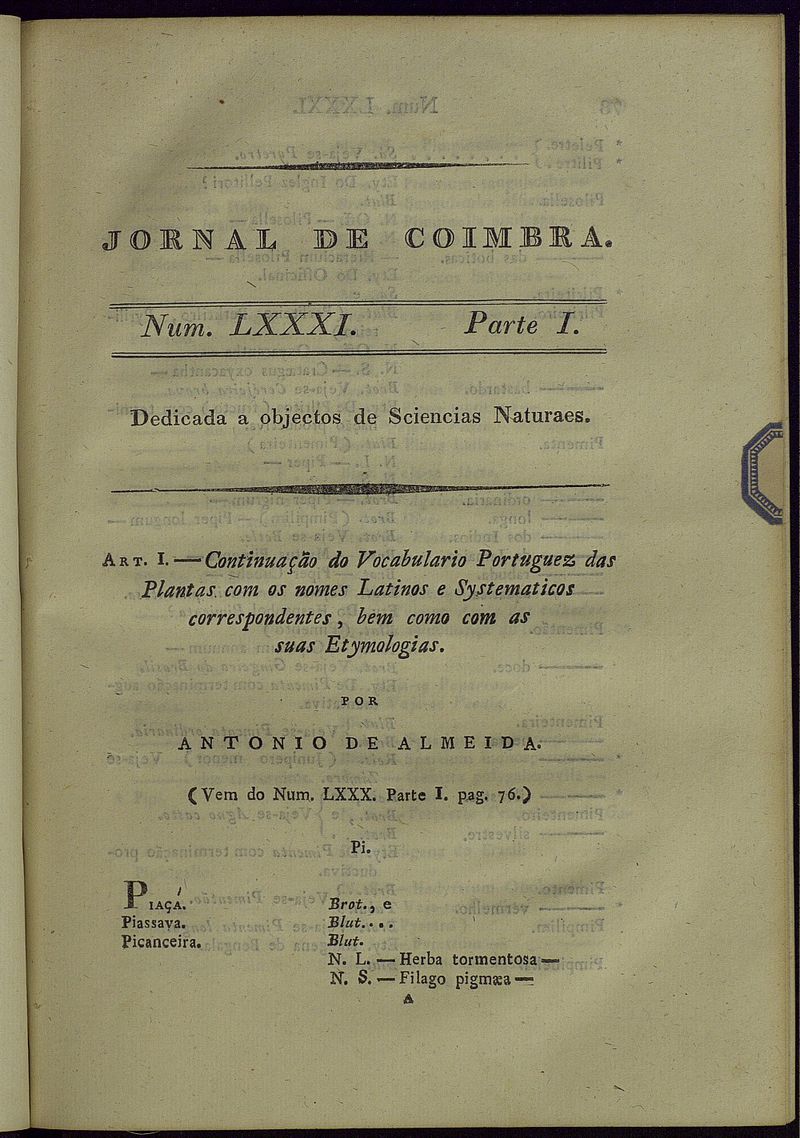 JORNAL DE COIMBRA.
Num. LXXXI. Parte I.
Dedicada a objectos de Sciencias Naturaes.
ART. I. — Continuação do Vocabulario Portuguez das
Plantas com os nomes Latinos e Systematicos
correspondentes, bem como com as
suas Etymologias.
POR
ANTONIO DE ALMEIDA.
(Vem do Num. LXXX. Parte I. pag. 76.)
Pi.
PIAÇA. Brot., e
Piassava. Blut....
Picanceira. Blut.
N. L. — Herba tormentosa —
N. S. — Filago pigmæa —
A